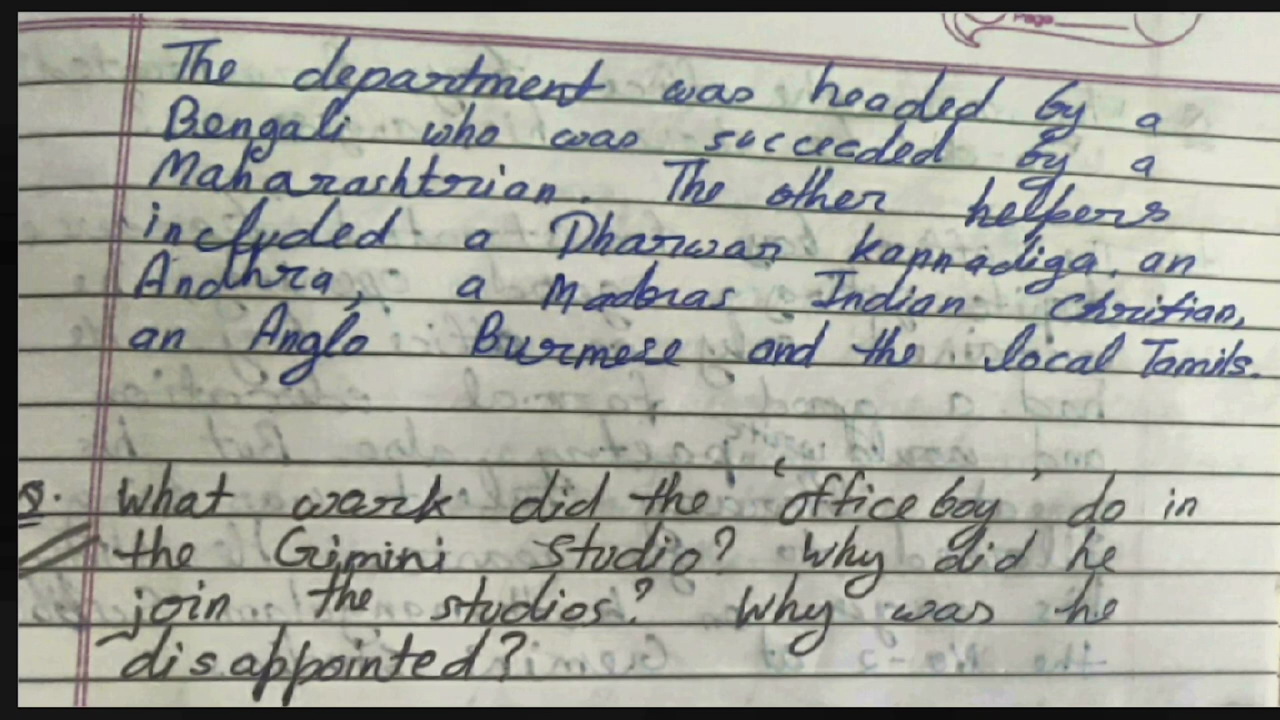 Page
The department was headed by a
Bengali who was succeeded by a
Maharashtrian. The other helpers
included a Dharwar kannadiga, an
Andhra, a Madras Indian Christian,
an Anglo Burmese and the local Tamils.
Q. What work did the 'office boy' do in
the Gimini Studio? Why did he
join the studios? Why was he
disappointed?